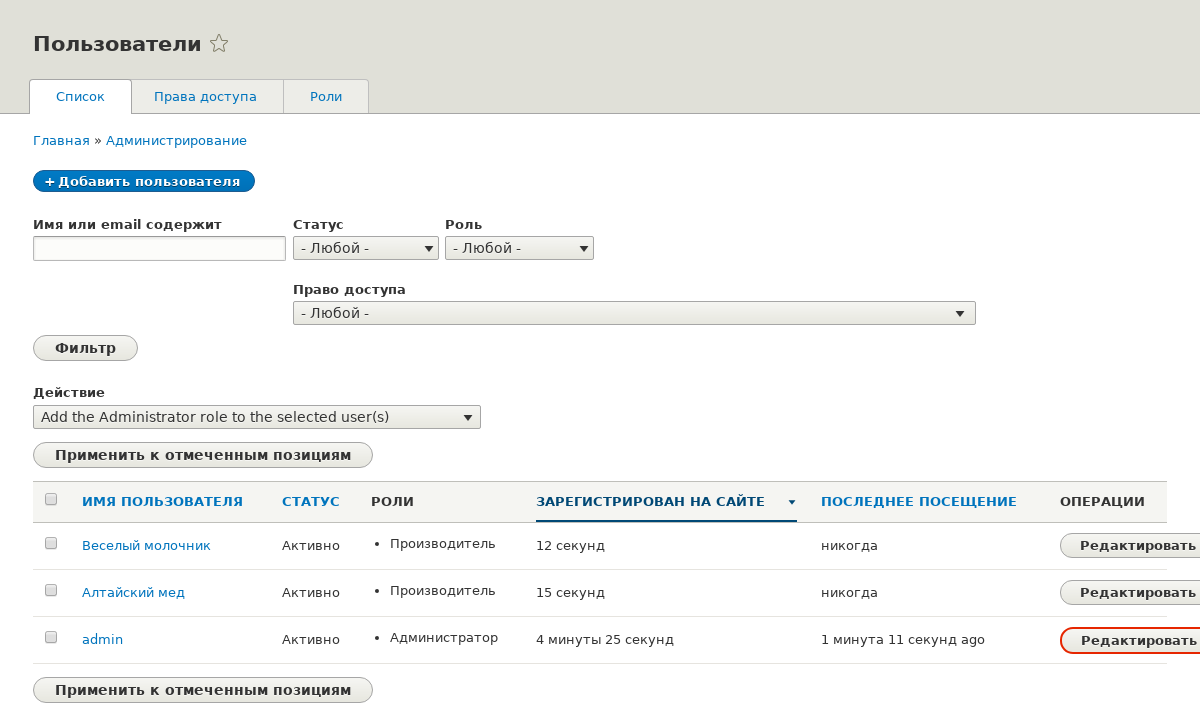 Пользователи
Список Права доступа Роли
Главная » Администрирование
+ Добавить пользователя
Имя или email содержит Статус Роль
- Любой - - Любой -
Право доступа
- Любой -
Фильтр
Действие
Add the Administrator role to the selected user(s)
Применить к отмеченным позициям
ИМЯ ПОЛЬЗОВАТЕЛЯ СТАТУС РОЛИ ЗАРЕГИСТРИРОВАН НА САЙТЕ ПОСЛЕДНЕЕ ПОСЕЩЕНИЕ ОПЕРАЦИИ
Веселый молочник Активно • Производитель 12 секунд никогда Редактировать
Алтайский мед Активно • Производитель 15 секунд никогда Редактировать
admin Активно • Администратор 4 минуты 25 секунд 1 минута 11 секунд ago Редактировать
Применить к отмеченным позициям